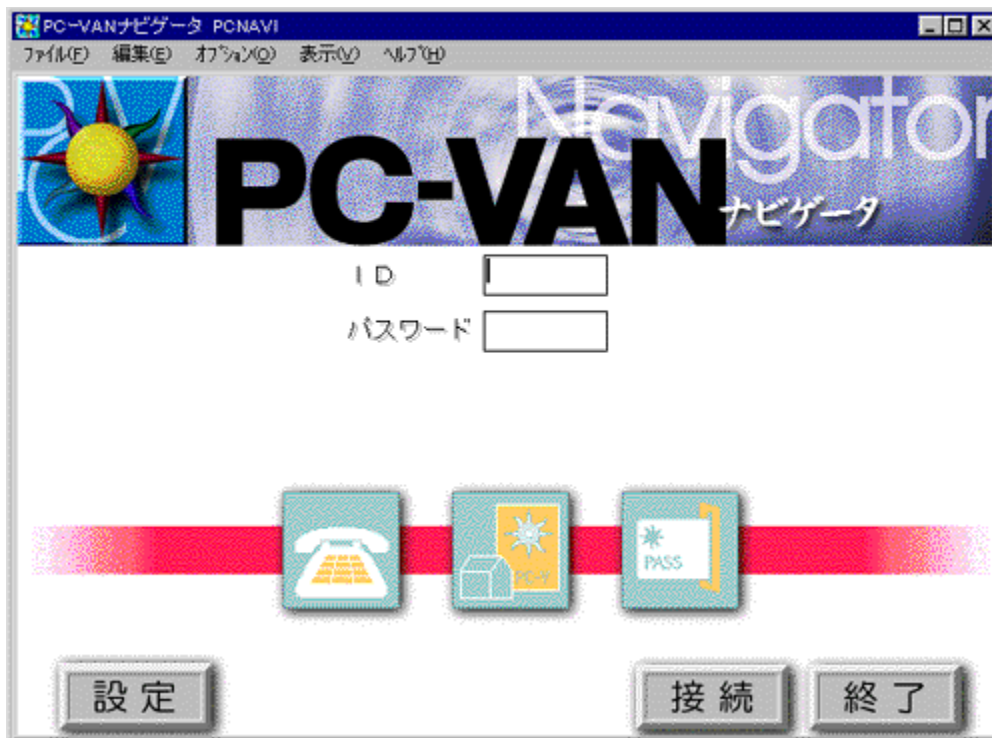 PC-VANナビゲータ PCNAVI
ファイル(F) 編集(E) オプション(O) 表示(V) ヘルプ(H)
PVC
Navigator
PC-VAN
ナビゲータ
ID
パスワード
PC-V
PASS
設定
接続 終了